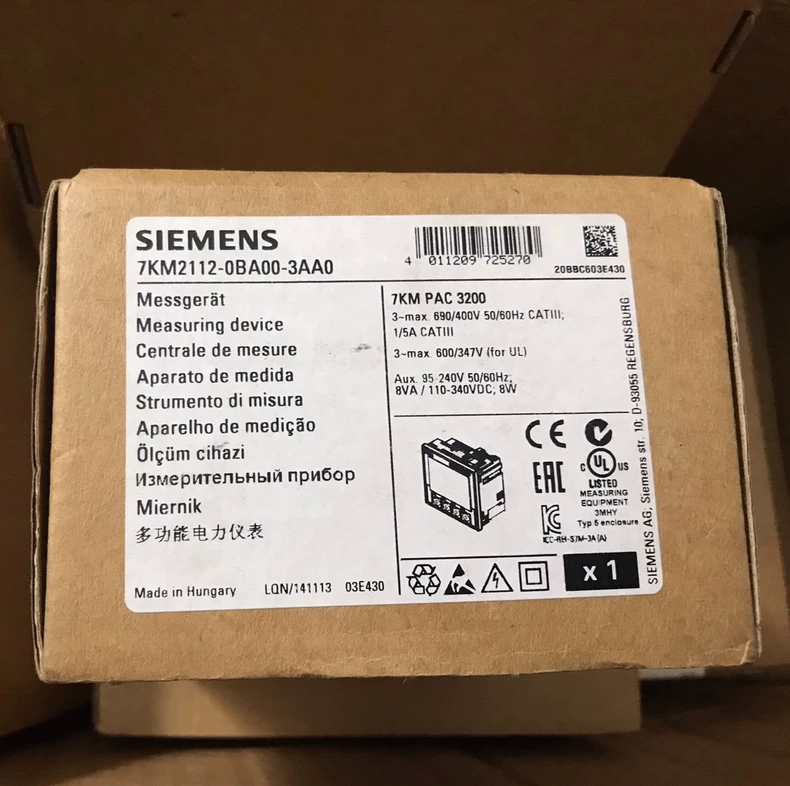 SIEMENS
7KM2112-0BA00-3AA0
4 011209 725270
20BBC603E430
Messgerät
Measuring device
Centrale de mesure
Aparato de medida
Strumento di misura
Aparelho de medição
Ölçüm cihazi
Измерительный прибор
Miernik
多功能电力仪表
Made in Hungary LQN/141113 03E430
7KM PAC 3200
3~max. 690/400V 50/60Hz CATIII;
1/5A CATIII
3~max. 600/347V (for UL)
Aux. 95-240V 50/60Hz;
8VA / 110-340VDC; 8W
CE
EAC
C UL US
LISTED
MEASURING
EQUIPMENT
3MHY
Typ 5 enclosure
x 1
SIEMENS AG, Siemens str. 10, D-93055 REGENSBURG